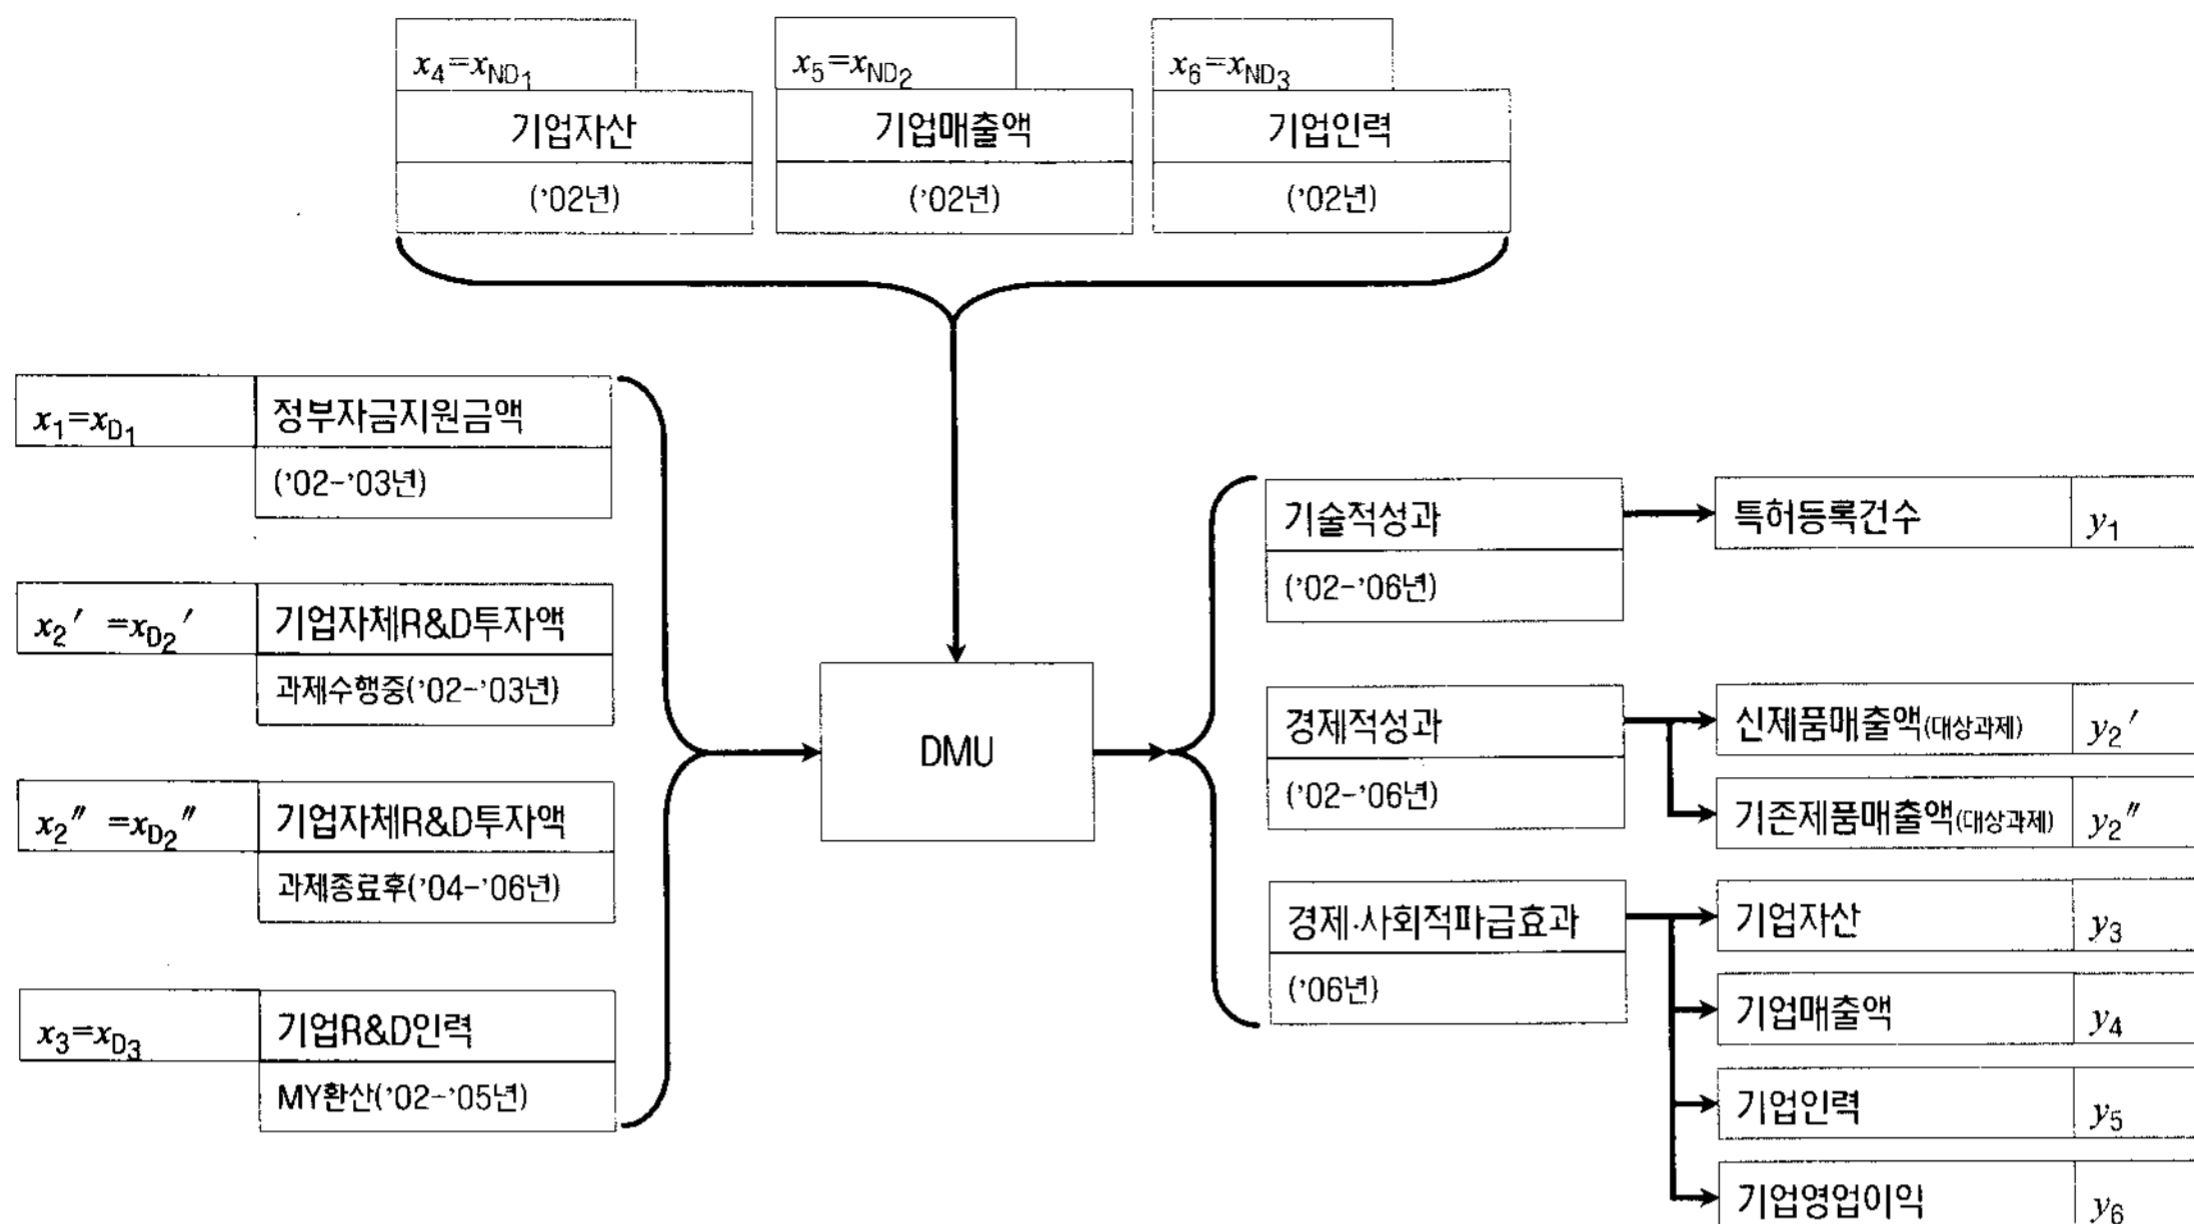 x₄=x_ND₁
x₅=x_ND₂
x₆=x_ND₃
기업자산
기업매출액
기업인력
('02년)
('02년)
('02년)
x₁=x_D₁
정부자금지원금액
('02-'03년)
x₂′ =x_D₂′
기업자체R&D투자액
과제수행중('02-'03년)
x₂″ =x_D₂″
기업자체R&D투자액
과제종료후('04-'06년)
x₃=x_D₃
기업R&D인력
MY환산('02-'05년)
DMU
기술적성과
('02-'06년)
특허등록건수
y₁
경제적성과
('02-'06년)
신제품매출액(대상과제)
y₂′
기존제품매출액(대상과제)
y₂″
경제·사회적파급효과
('06년)
기업자산
y₃
기업매출액
y₄
기업인력
y₅
기업영업이익
y₆